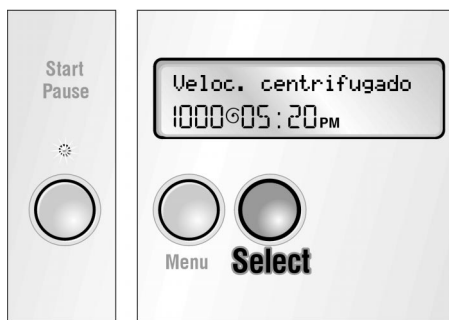 Start
Pause
Veloc. centrifugado
1000 05:20PM
Menu
Select